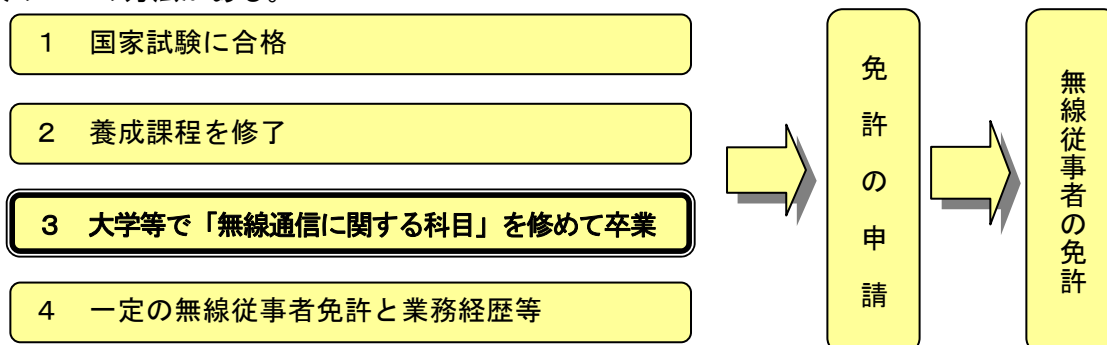 １　国家試験に合格
２　養成課程を修了
３　大学等で「無線通信に関する科目」を修めて卒業
４　一定の無線従事者免許と業務経歴等
免許の申請
無線従事者の免許